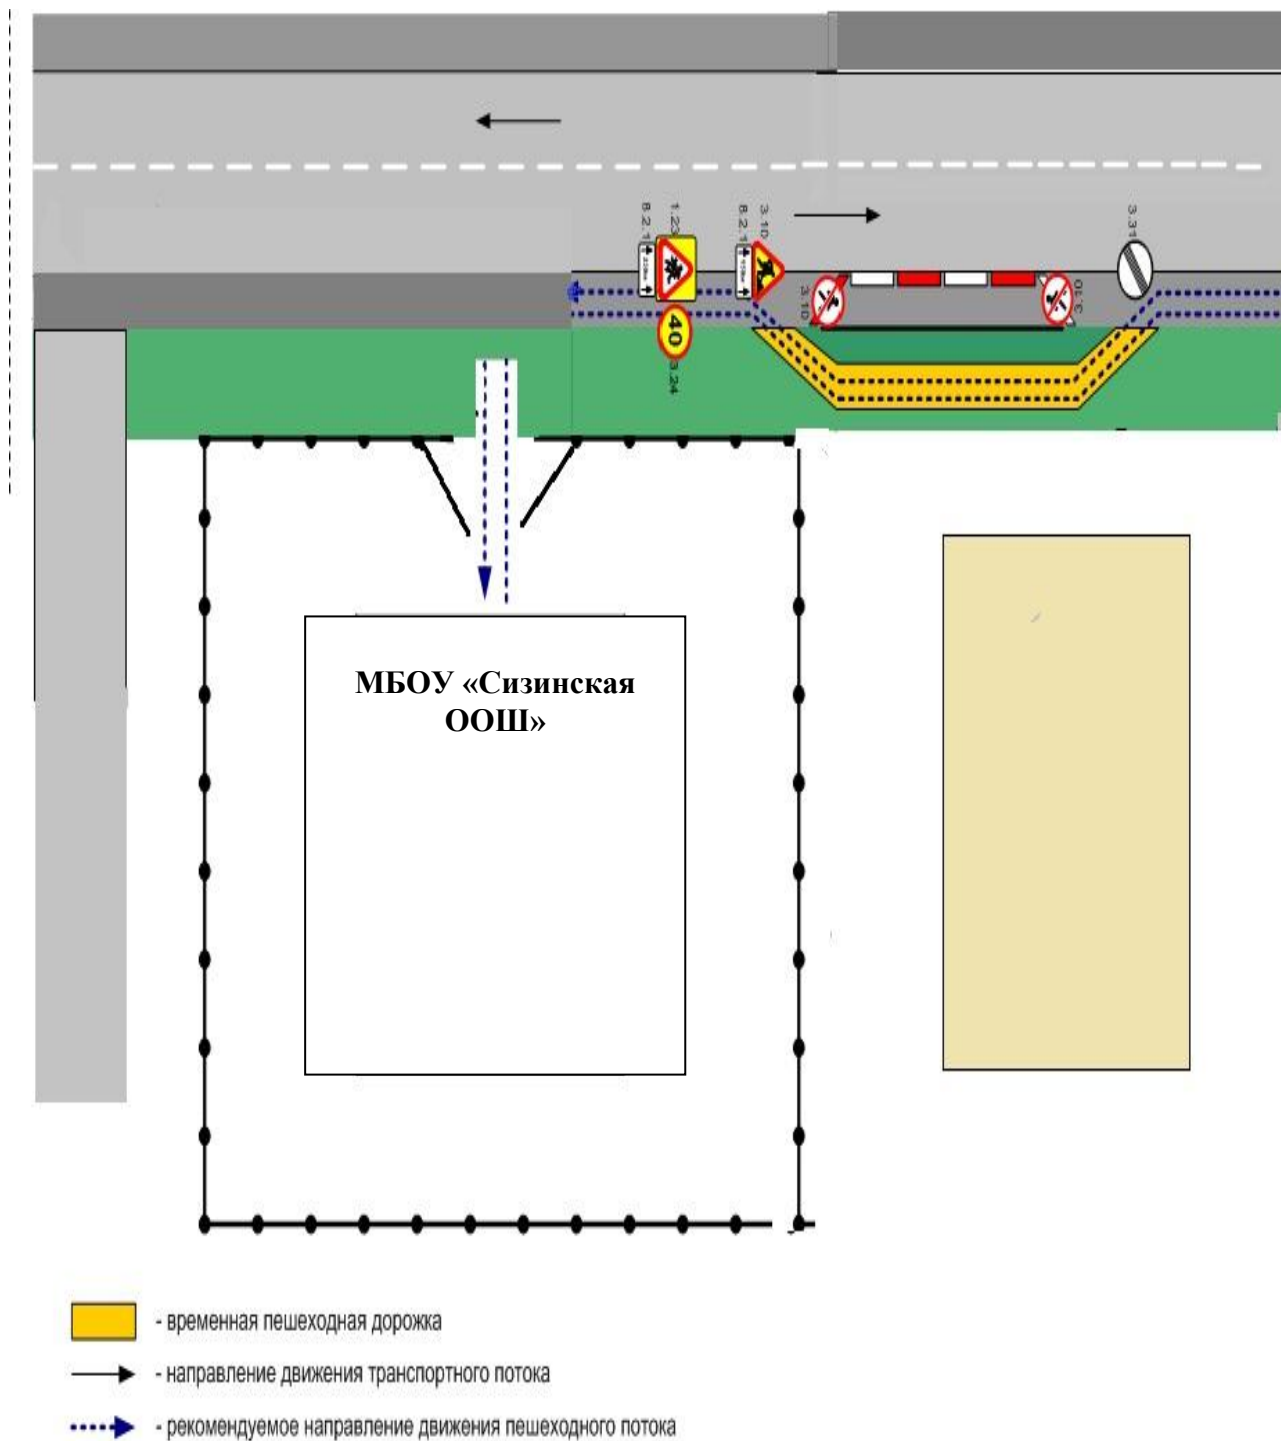 8.2.1
1.23
8.2.1
3.10
3.31
40
3.24
3.10
3.10
МБОУ «Сизинская
ООШ»
- временная пешеходная дорожка
- направление движения транспортного потока
- рекомендуемое направление движения пешеходного потока